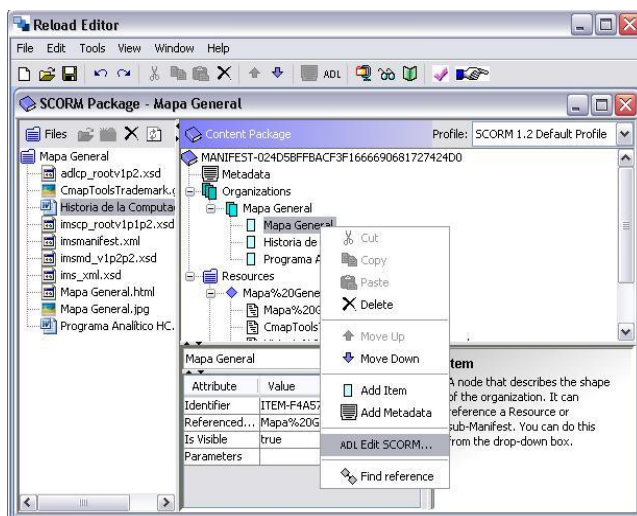 Reload Editor
File Edit Tools View Window Help
ADL
SCORM Package - Mapa General
Files
Content Package
Profile: SCORM 1.2 Default Profile
Mapa General
adlcp_rootv1p2.xsd
CmapToolsTrademark.
Historia de la Computa
imscp_rootv1p1p2.xsd
imsmanifest.xml
imsmd_v1p2p2.xsd
ims_xml.xsd
Mapa General.html
Mapa General.jpg
Programa Analítico HC.
MANIFEST-024D5BFFBACF3F1666690681727424D0
Metadata
Organizations
Mapa General
Mapa General
Historia de
Programa A
Resources
Mapa%20Gene
Mapa%20G
CmapTools
Cut
Copy
Paste
Delete
Move Up
Move Down
Add Item
Add Metadata
ADL Edit SCORM...
Find reference
Mapa General
Attribute Value
Identifier ITEM-F4A57
Referenced... Mapa%20G
Is Visible true
Parameters
tem
A node that describes the shape
of the organization. It can
reference a Resource or
sub-Manifest. You can do this
from the drop-down box.